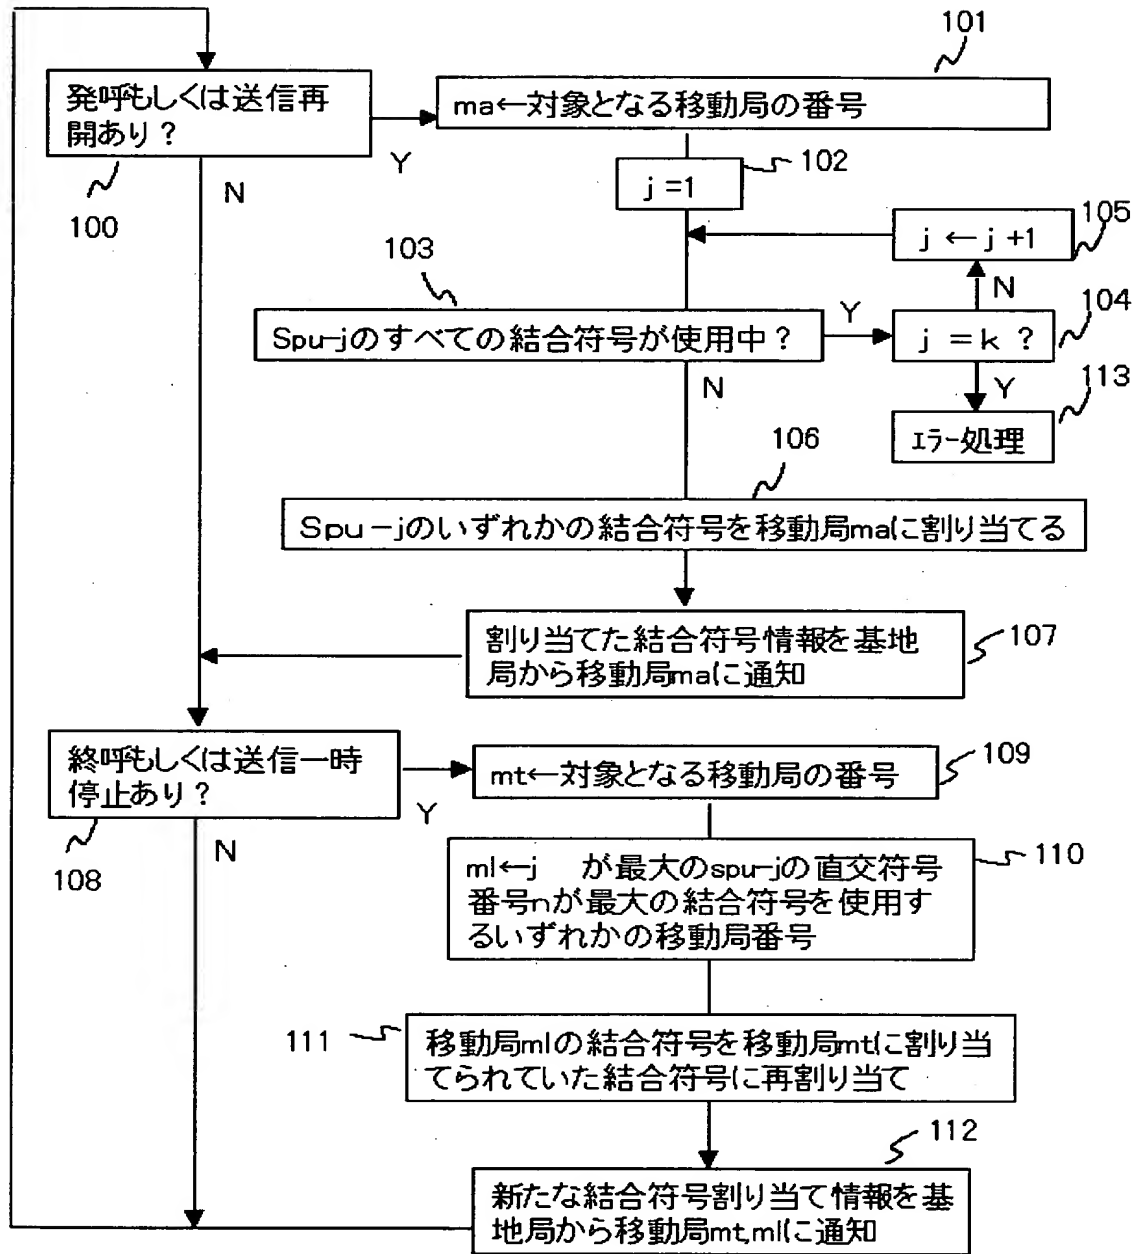 101
発呼もしくは送信再
開あり？
ma←対象となる移動局の番号
Y
102
N
j=1
100
105
j ← j+1
103
N
104
Spu-jのすべての結合符号が使用中？
Y
j = k ?
Y
113
N
エラー処理
106
Spu-jのいずれかの結合符号を移動局maに割り当てる
割り当てた結合符号情報を基地
局から移動局maに通知
107
終呼もしくは送信一時
停止あり？
mt←対象となる移動局の番号
109
Y
N
108
ml←j が最大のspu-jの直交符号
番号nが最大の結合符号を使用す
るいずれかの移動局番号
110
111
移動局mlの結合符号を移動局mtに割り当
てられていた結合符号に再割り当て
112
新たな結合符号割り当て情報を基
地局から移動局mt,mlに通知